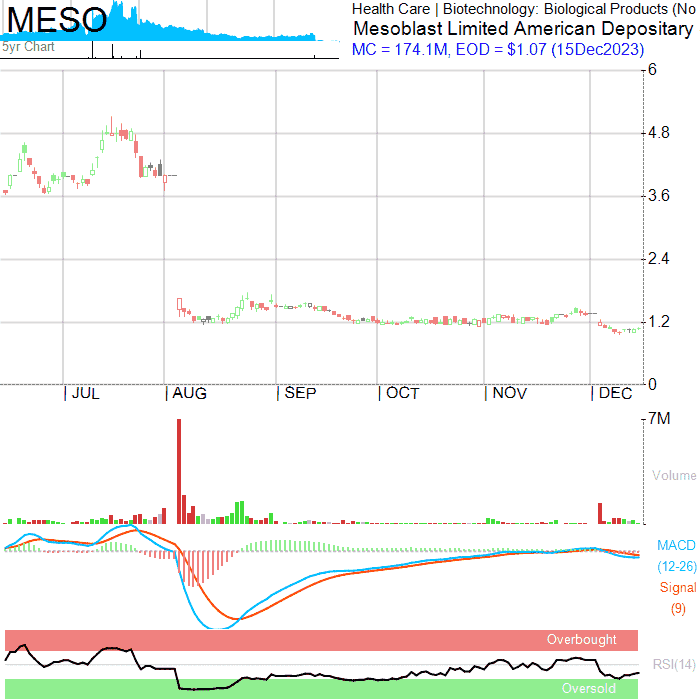 MESO
5yr Chart
Health Care | Biotechnology: Biological Products (No
Mesoblast Limited American Depositary
MC = 174.1M, EOD = $1.07 (15Dec2023)
6
4.8
3.6
2.4
1.2
0
JUL
AUG
SEP
OCT
NOV
DEC
7M
Volume
MACD
(12-26)
Signal
(9)
Overbought
RSI(14)
Oversold